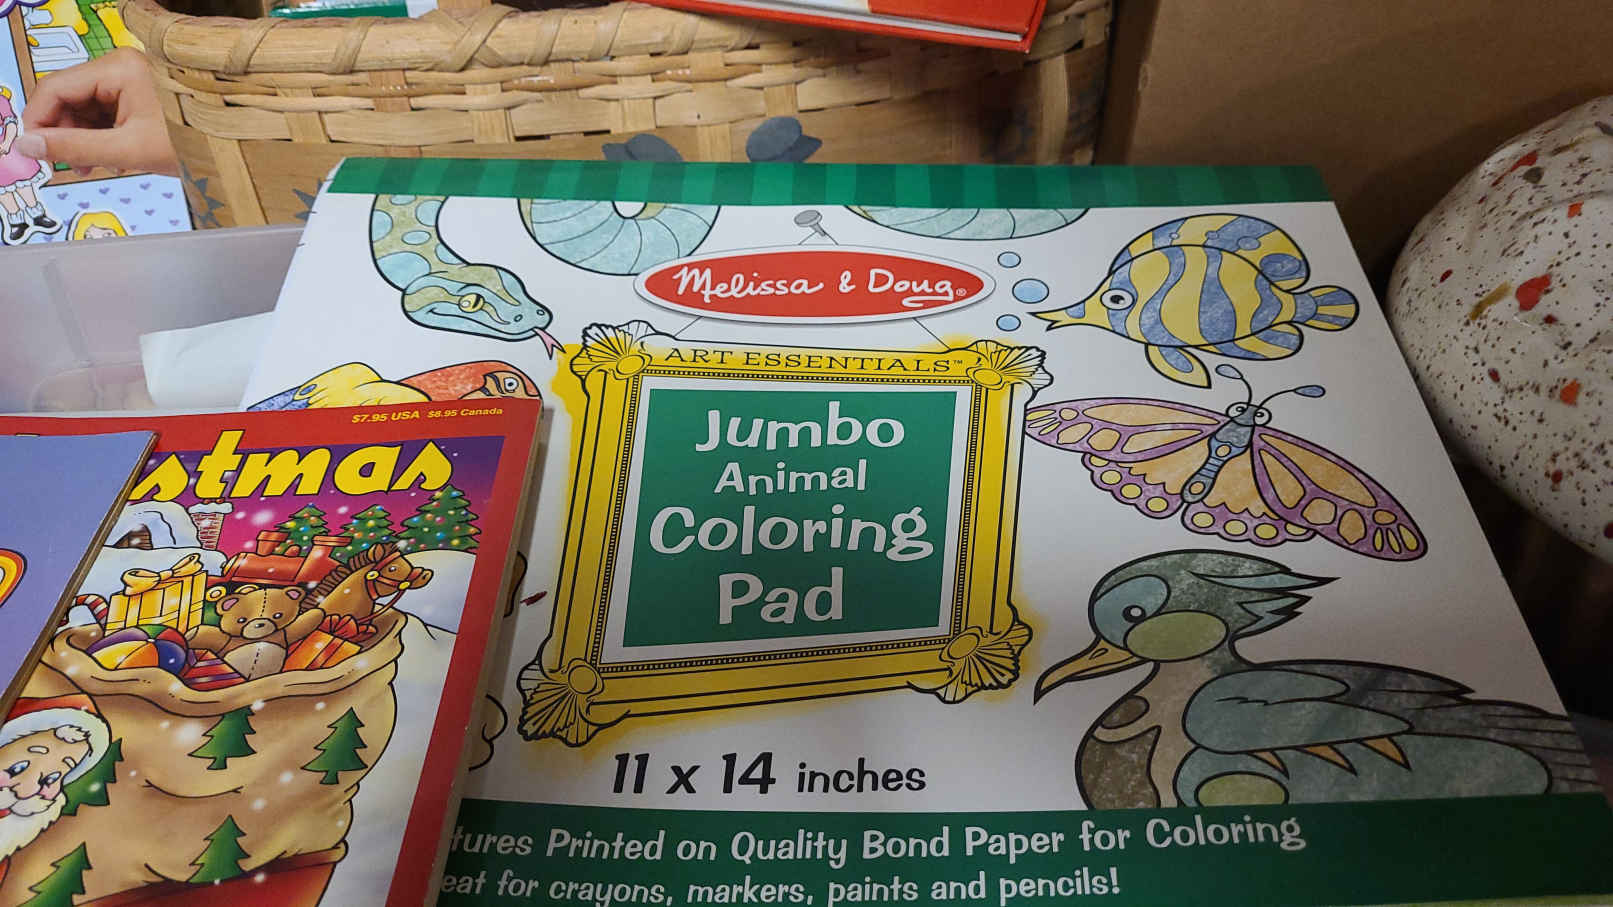 Melissa & Doug®
ART ESSENTIALS™
Jumbo
Animal
Coloring
Pad
11 x 14 inches
tures Printed on Quality Bond Paper for Coloring
eat for crayons, markers, paints and pencils!
$7.95 USA $8.95 Canada
stmas